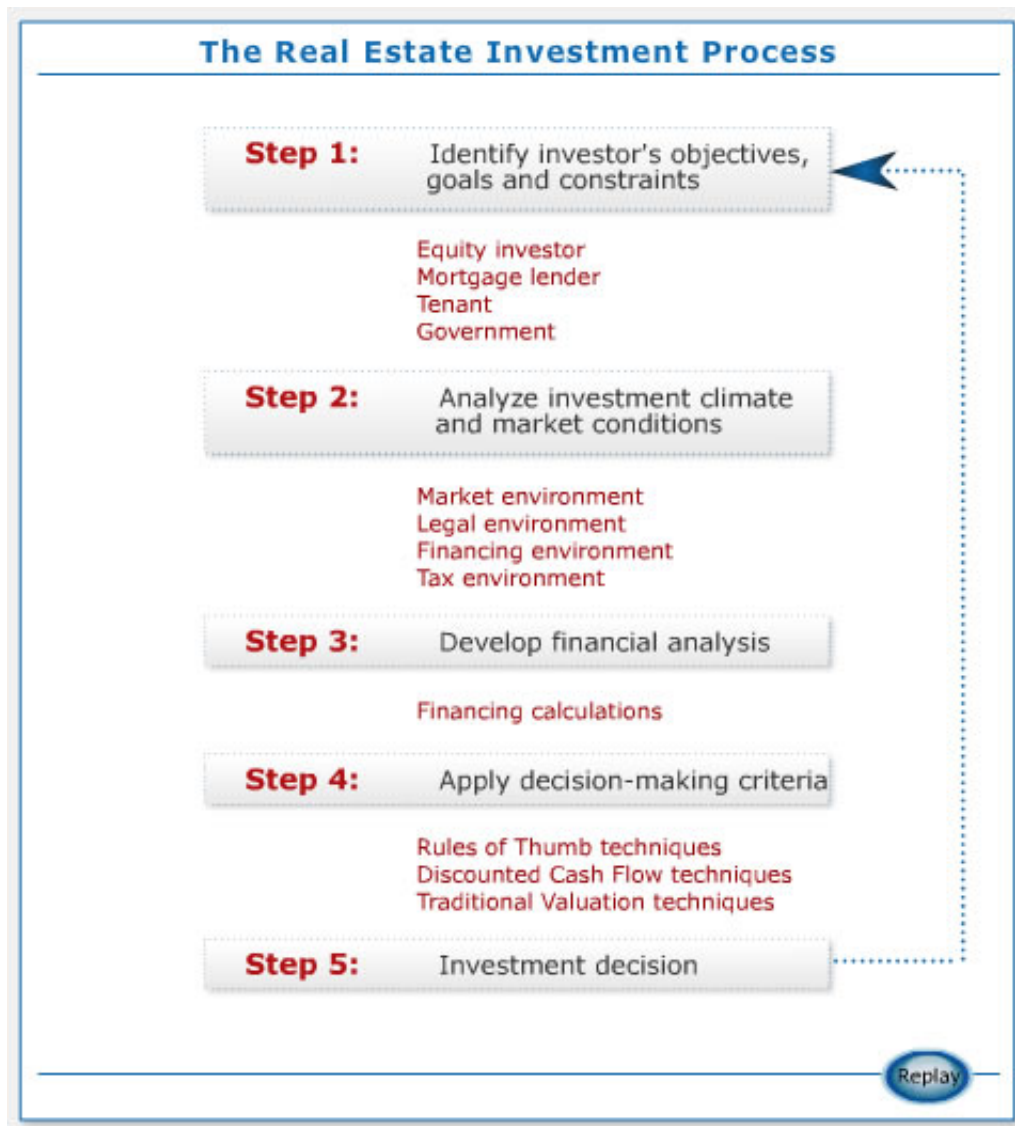 The Real Estate Investment Process
Step 1: Identify investor's objectives,
goals and constraints
Equity investor
Mortgage lender
Tenant
Government
Step 2: Analyze investment climate
and market conditions
Market environment
Legal environment
Financing environment
Tax environment
Step 3: Develop financial analysis
Financing calculations
Step 4: Apply decision-making criteria
Rules of Thumb techniques
Discounted Cash Flow techniques
Traditional Valuation techniques
Step 5: Investment decision
Replay